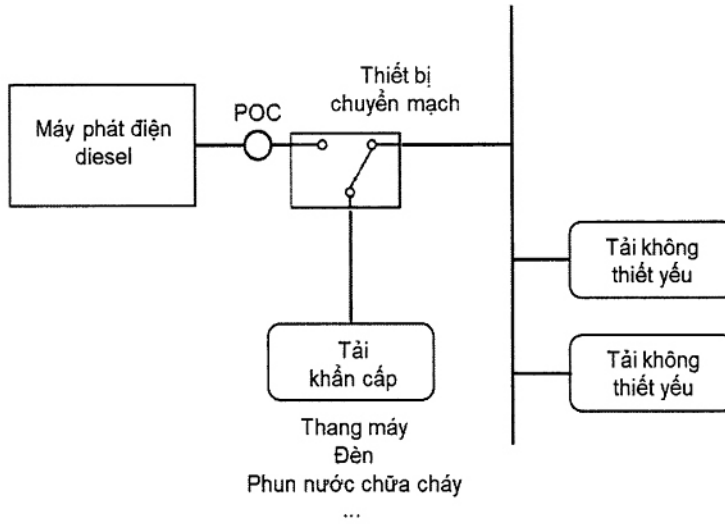 Thiết bị
chuyển mạch
POC
Máy phát điện
diesel
Tải không
thiết yếu
Tải
khẩn cấp
Tải không
thiết yếu
Thang máy
Đèn
Phun nước chữa cháy
...